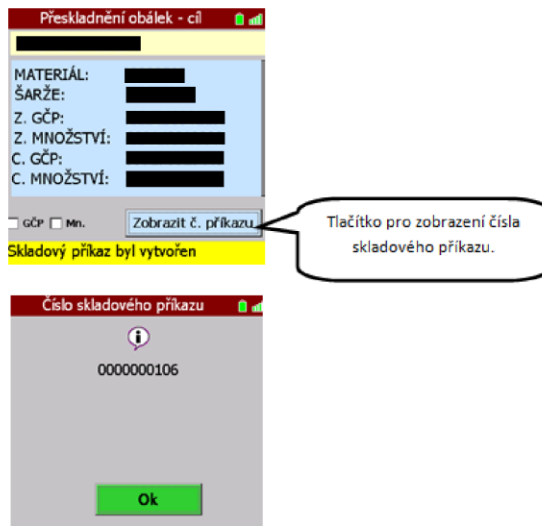 Přeskladnění obálek - cíl
MATERIÁL:
ŠARŽE:
Z. GČP:
Z. MNOŽSTVÍ:
C. GČP:
C. MNOŽSTVÍ:
GČP Mn. Zobrazit č. příkazu
Skladový příkaz byl vytvořen
Tlačítko pro zobrazení čísla
skladového příkazu.
Číslo skladového příkazu
0000000106
Ok